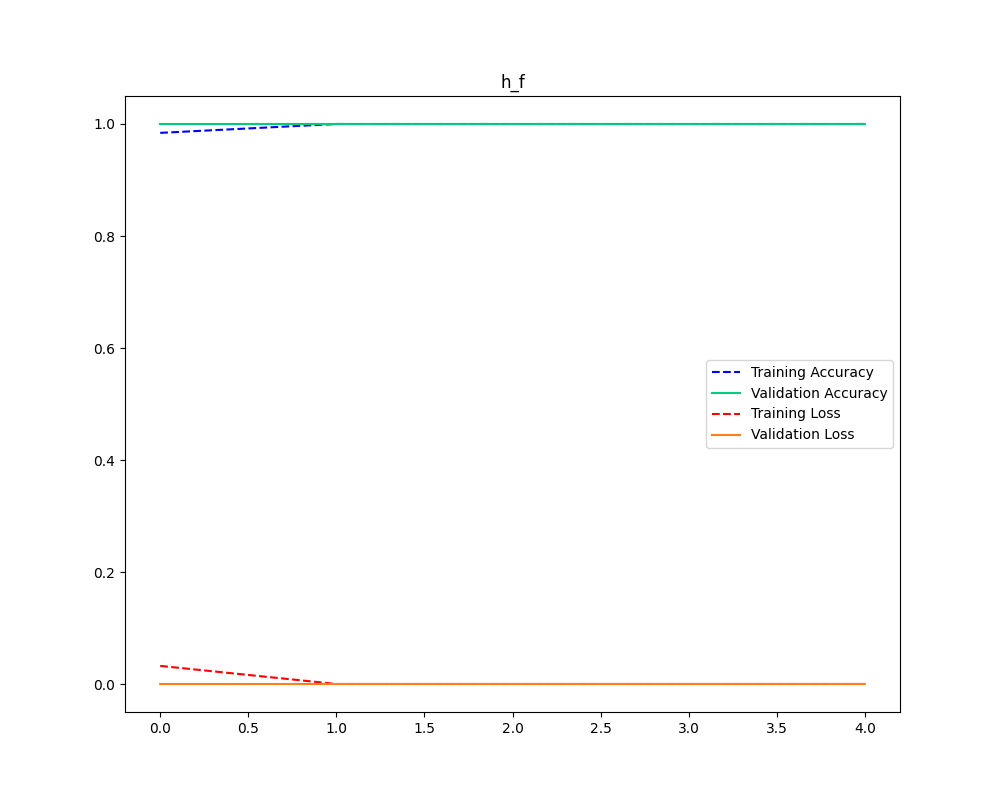 h_f
1.0
0.8
0.6
0.4
0.2
0.0
Training Accuracy
Validation Accuracy
Training Loss
Validation Loss
0.0 0.5 1.0 1.5 2.0 2.5 3.0 3.5 4.0